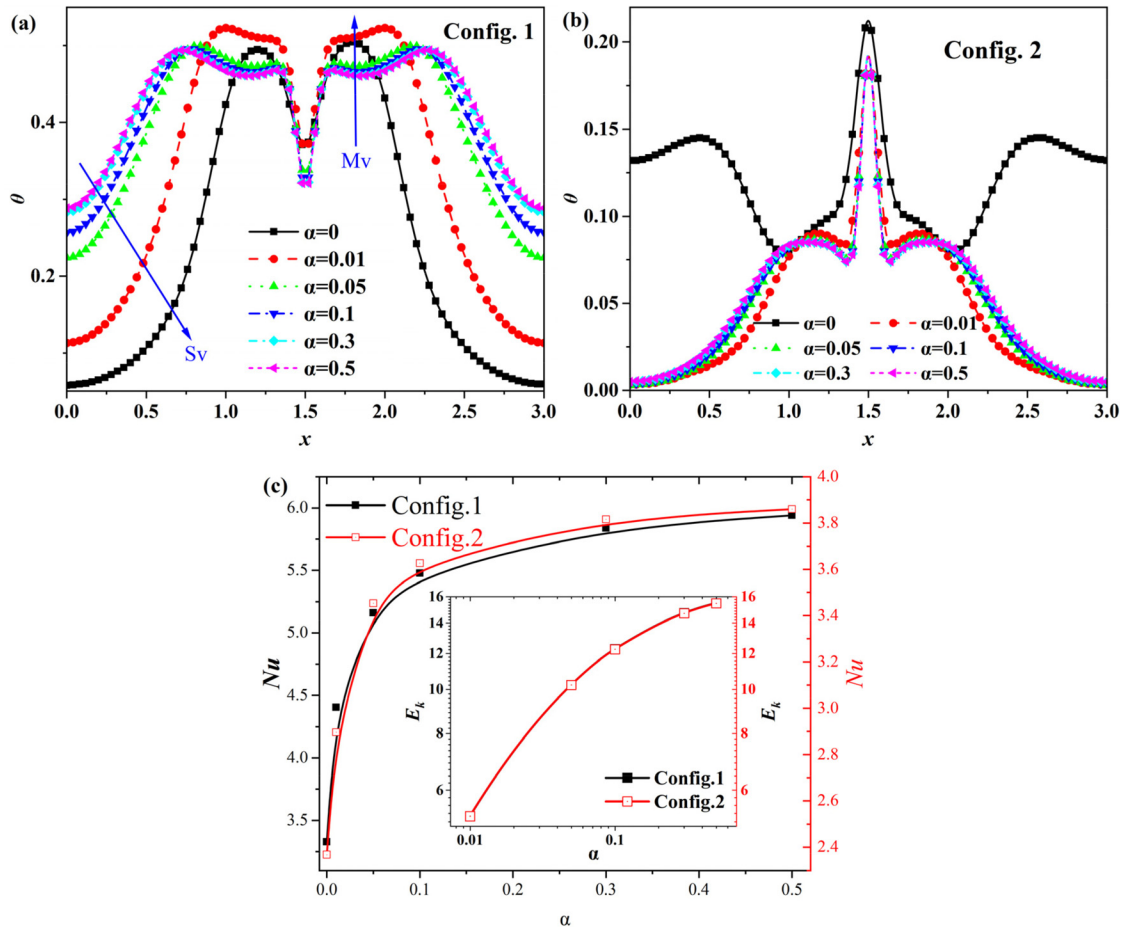 (a)
Config. 1
θ
0.4
0.2
Mv
Sv
α=0
α=0.01
α=0.05
α=0.1
α=0.3
α=0.5
0.0 0.5 1.0 1.5 2.0 2.5 3.0
x
(b)
Config. 2
θ
0.20
0.15
0.10
0.05
0.00
α=0 α=0.01
α=0.05 α=0.1
α=0.3 α=0.5
0.0 0.5 1.0 1.5 2.0 2.5 3.0
x
(c)
Config.1
Config.2
Nu
6.0
5.5
5.0
4.5
4.0
3.5
Nu
4.0
3.8
3.6
3.4
3.2
3.0
2.8
2.6
2.4
0.0 0.1 0.2 0.3 0.4 0.5
α
Ek
16
14
12
10
8
6
Ek
16
14
12
10
8
6
Config.1
Config.2
0.01 0.1
α